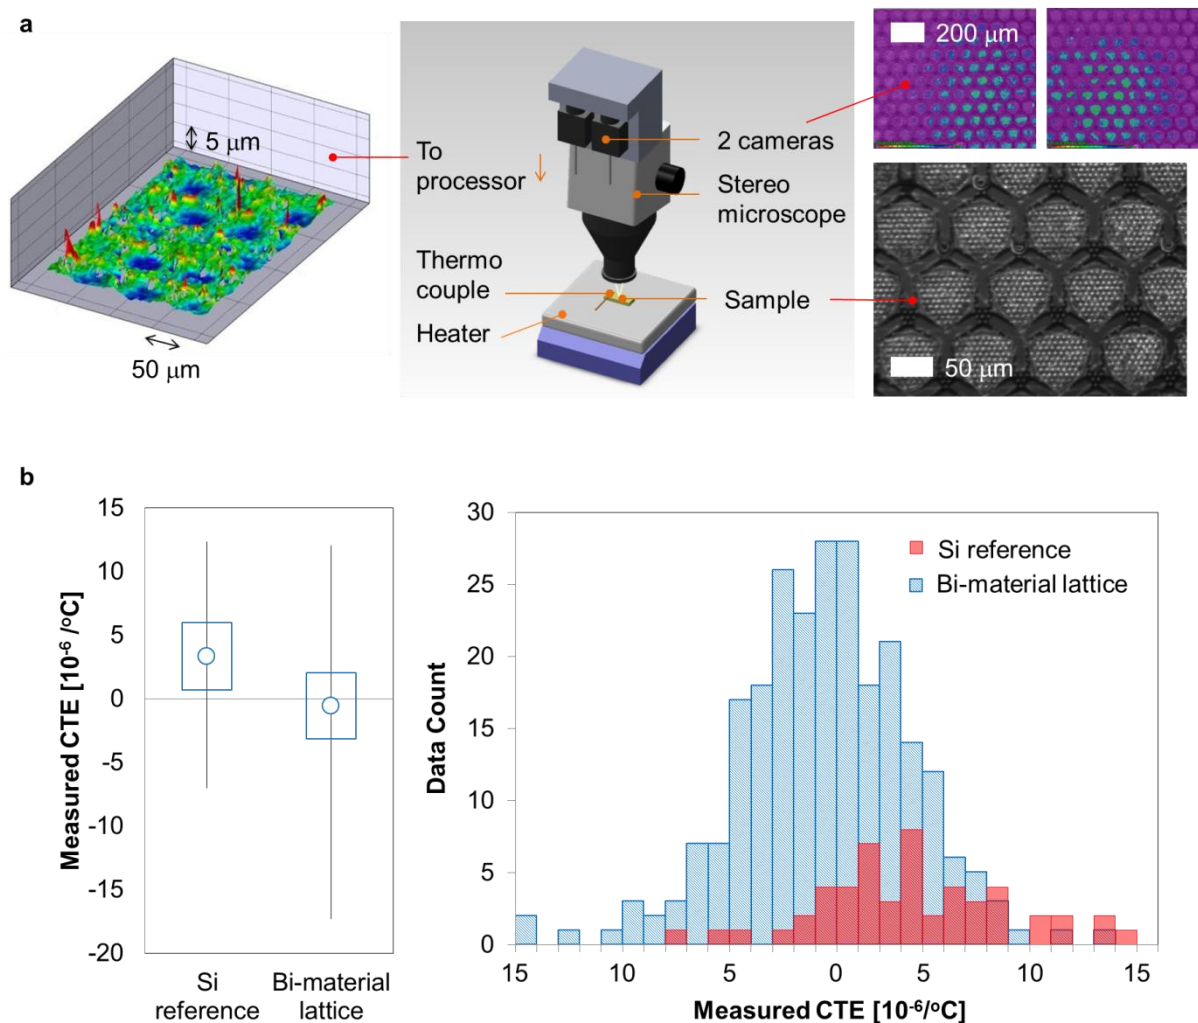 a
5 μm
50 μm
To
processor
2 cameras
Stereo
microscope
Thermo
couple
Heater
Sample
200 μm
50 μm
b
Measured CTE [10⁻⁶ /ºC]
15
10
5
0
-5
-10
-15
-20
Si
reference
Bi-material
lattice
Data Count
30
25
20
15
10
5
0
Si reference
Bi-material lattice
15 10 5 0 5 10 15
Measured CTE [10⁻⁶/ºC]